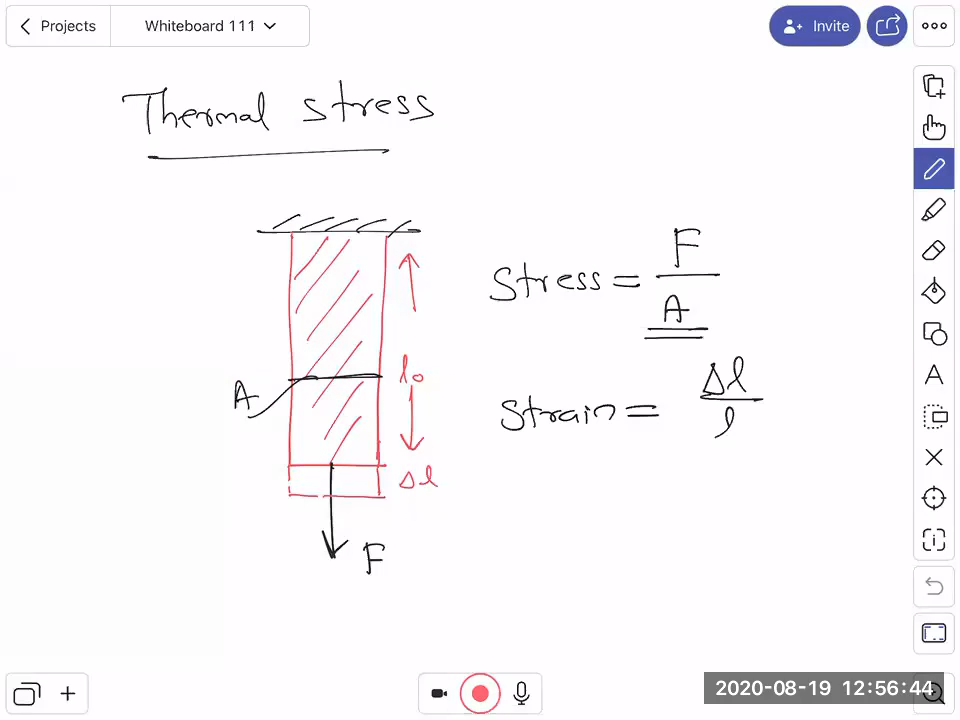 Projects
Whiteboard 111
Invite
Thermal stress
Stress = F
A
l₀
A
Strain = Δl
l
Δl
F
A
2020-08-19 12:56:44